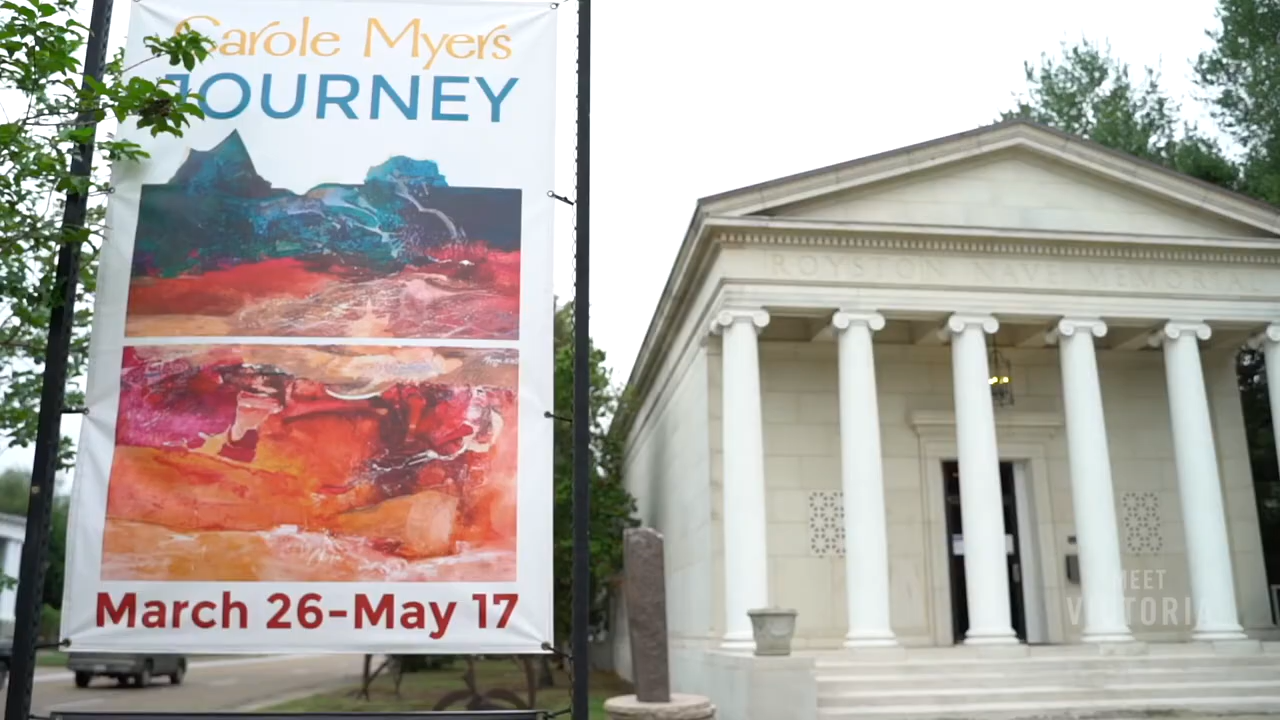 Carole Myers
JOURNEY
March 26-May 17
ROYSTON NAVE MEMORIAL
MEET
VICTORIA